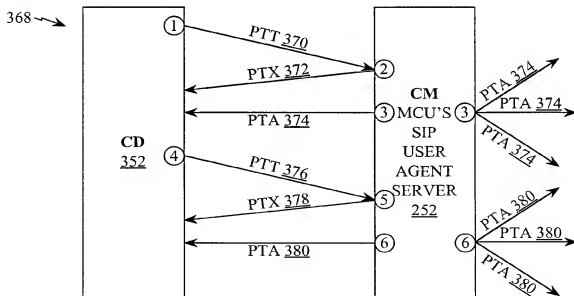 368
1
PTT 370
2
PTX 372
PTA 374
3
CD
352
4
PTT 376
PTX 378
5
PTA 380
6
CM
MCU'S
SIP
USER
AGENT
SERVER
252
3
PTA 374
PTA 374
PTA 374
6
PTA 380
PTA 380
PTA 380